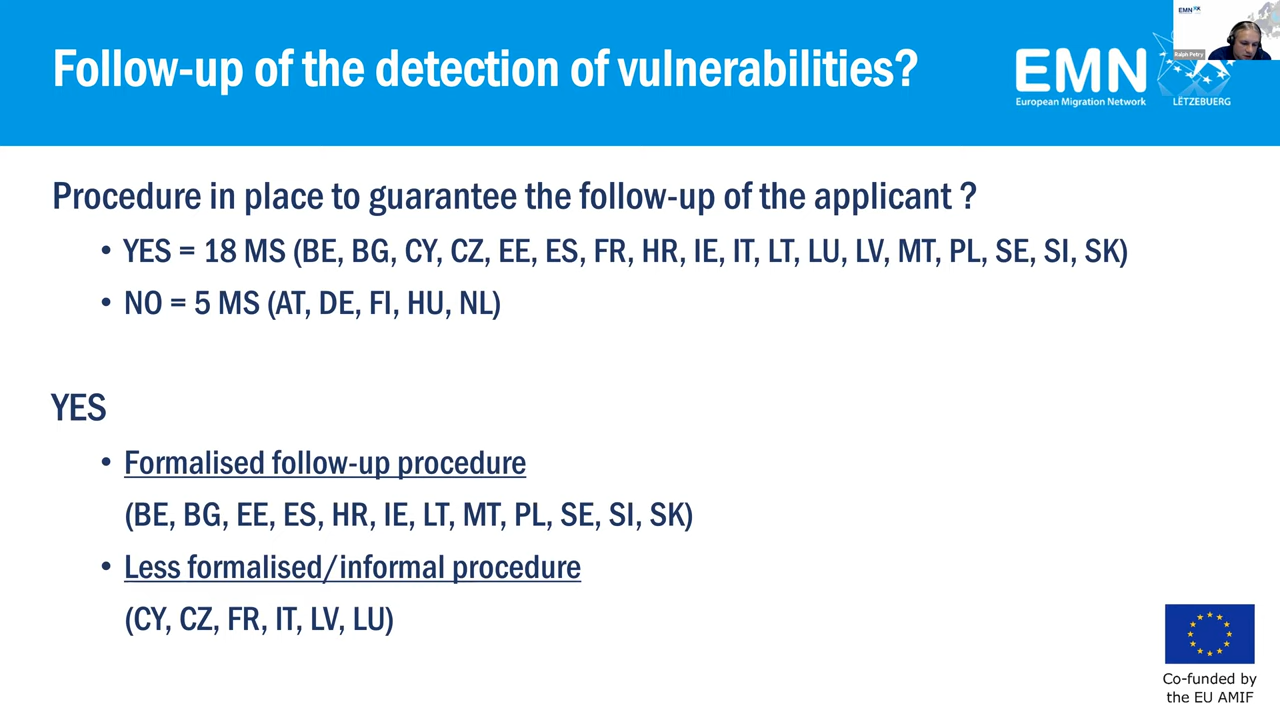 Follow-up of the detection of vulnerabilities?
EMN
European Migration Network
LËTZEBUERG
EMN
Ralph Petry
Procedure in place to guarantee the follow-up of the applicant ?
• YES = 18 MS (BE, BG, CY, CZ, EE, ES, FR, HR, IE, IT, LT, LU, LV, MT, PL, SE, SI, SK)
• NO = 5 MS (AT, DE, FI, HU, NL)
YES
• Formalised follow-up procedure
(BE, BG, EE, ES, HR, IE, LT, MT, PL, SE, SI, SK)
• Less formalised/informal procedure
(CY, CZ, FR, IT, LV, LU)
Co-funded by
the EU AMIF